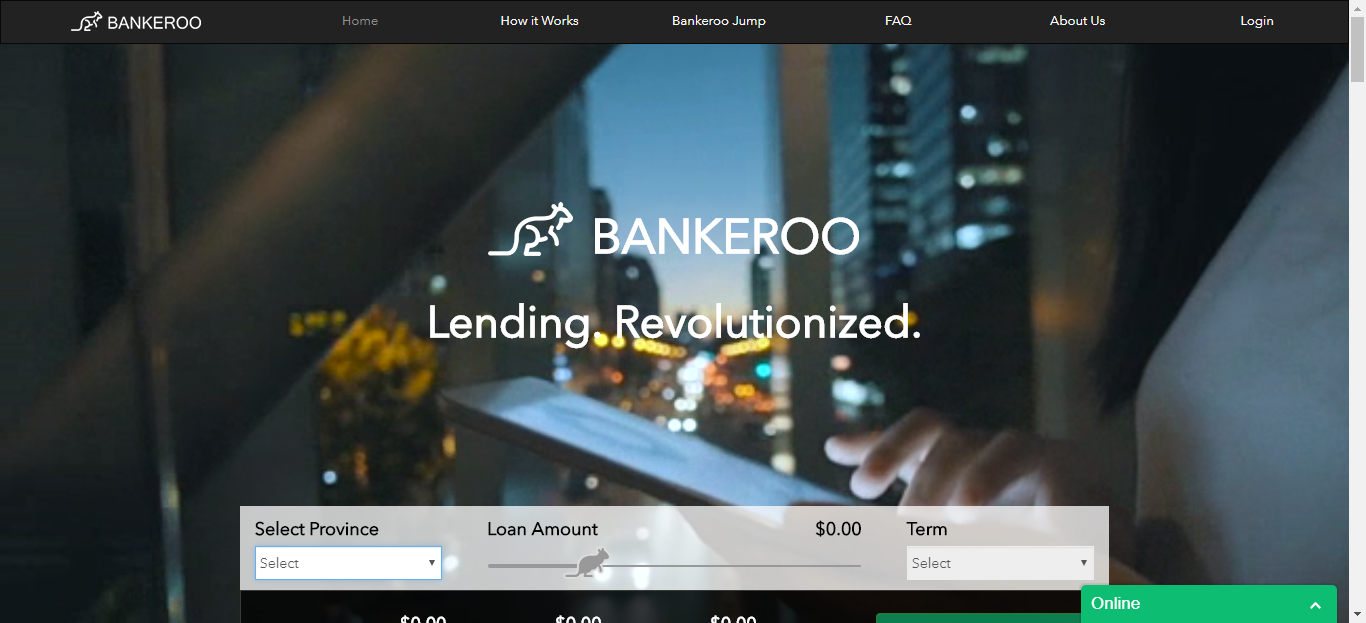 BANKEROO Home How it Works Bankeroo Jump FAQ About Us Login
BANKEROO
Lending. Revolutionized.
Select Province Loan Amount $0.00 Term
Select Select
$0.00 $0.00 $0.00
Online